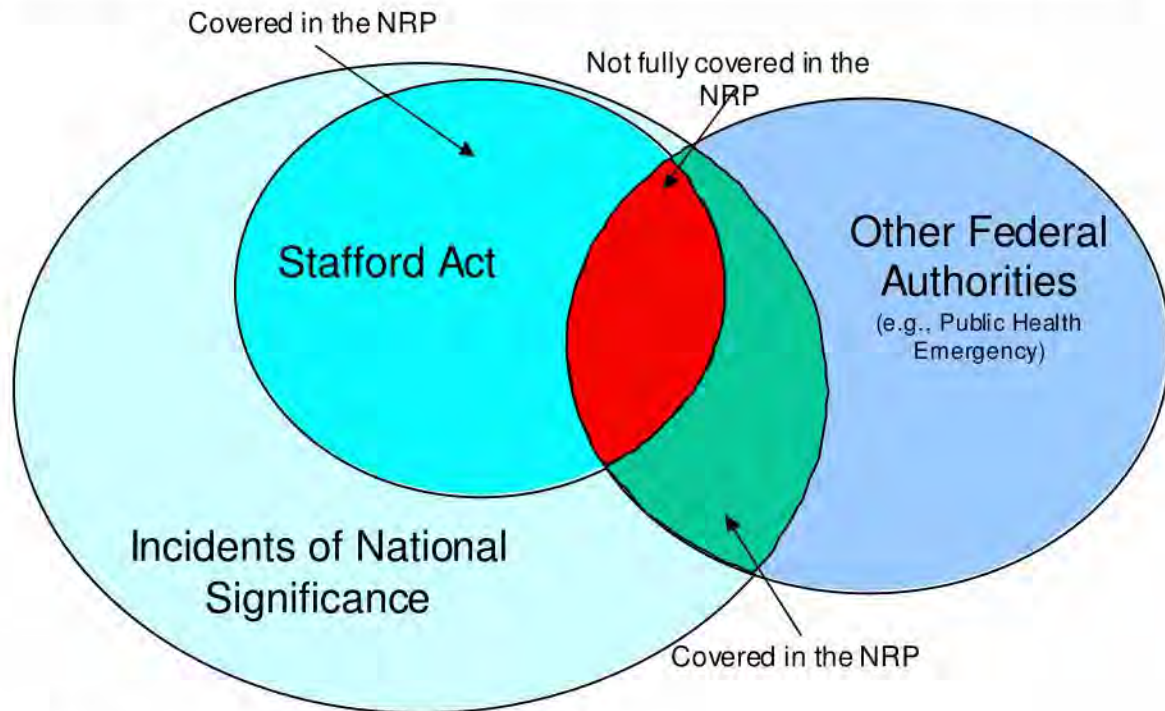 Covered in the NRP
Not fully covered in the
NRP
Stafford Act
Other Federal
Authorities
(e.g., Public Health
Emergency)
Incidents of National
Significance
Covered in the NRP